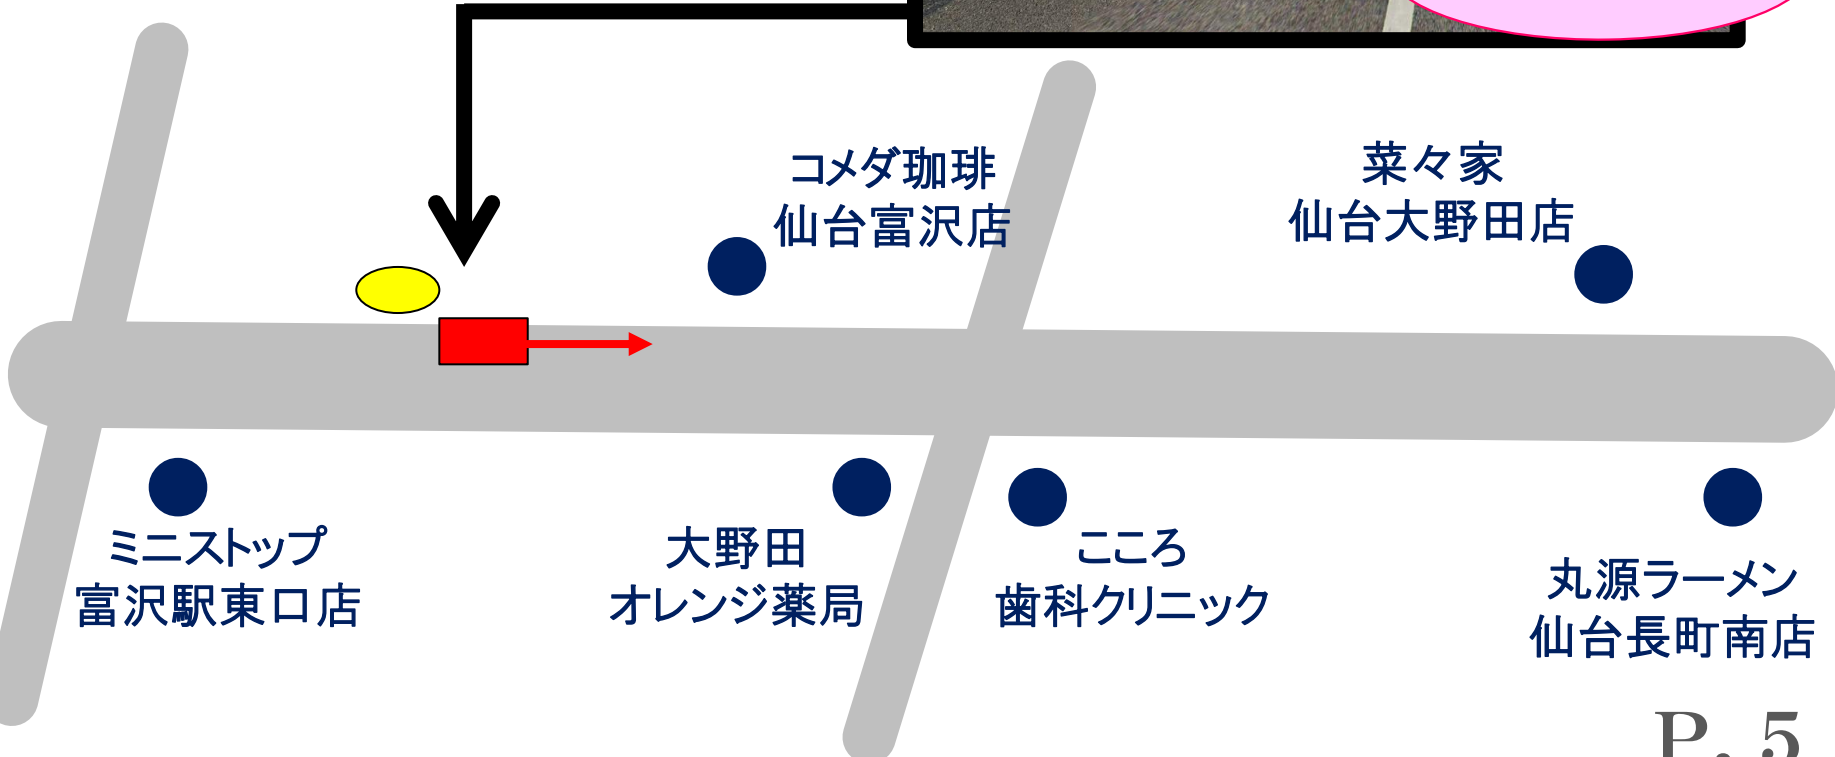 コメダ珈琲
仙台富沢店
菜々家
仙台大野田店
ミニストップ
富沢駅東口店
大野田
オレンジ薬局
こころ
歯科クリニック
丸源ラーメン
仙台長町南店
P. 5